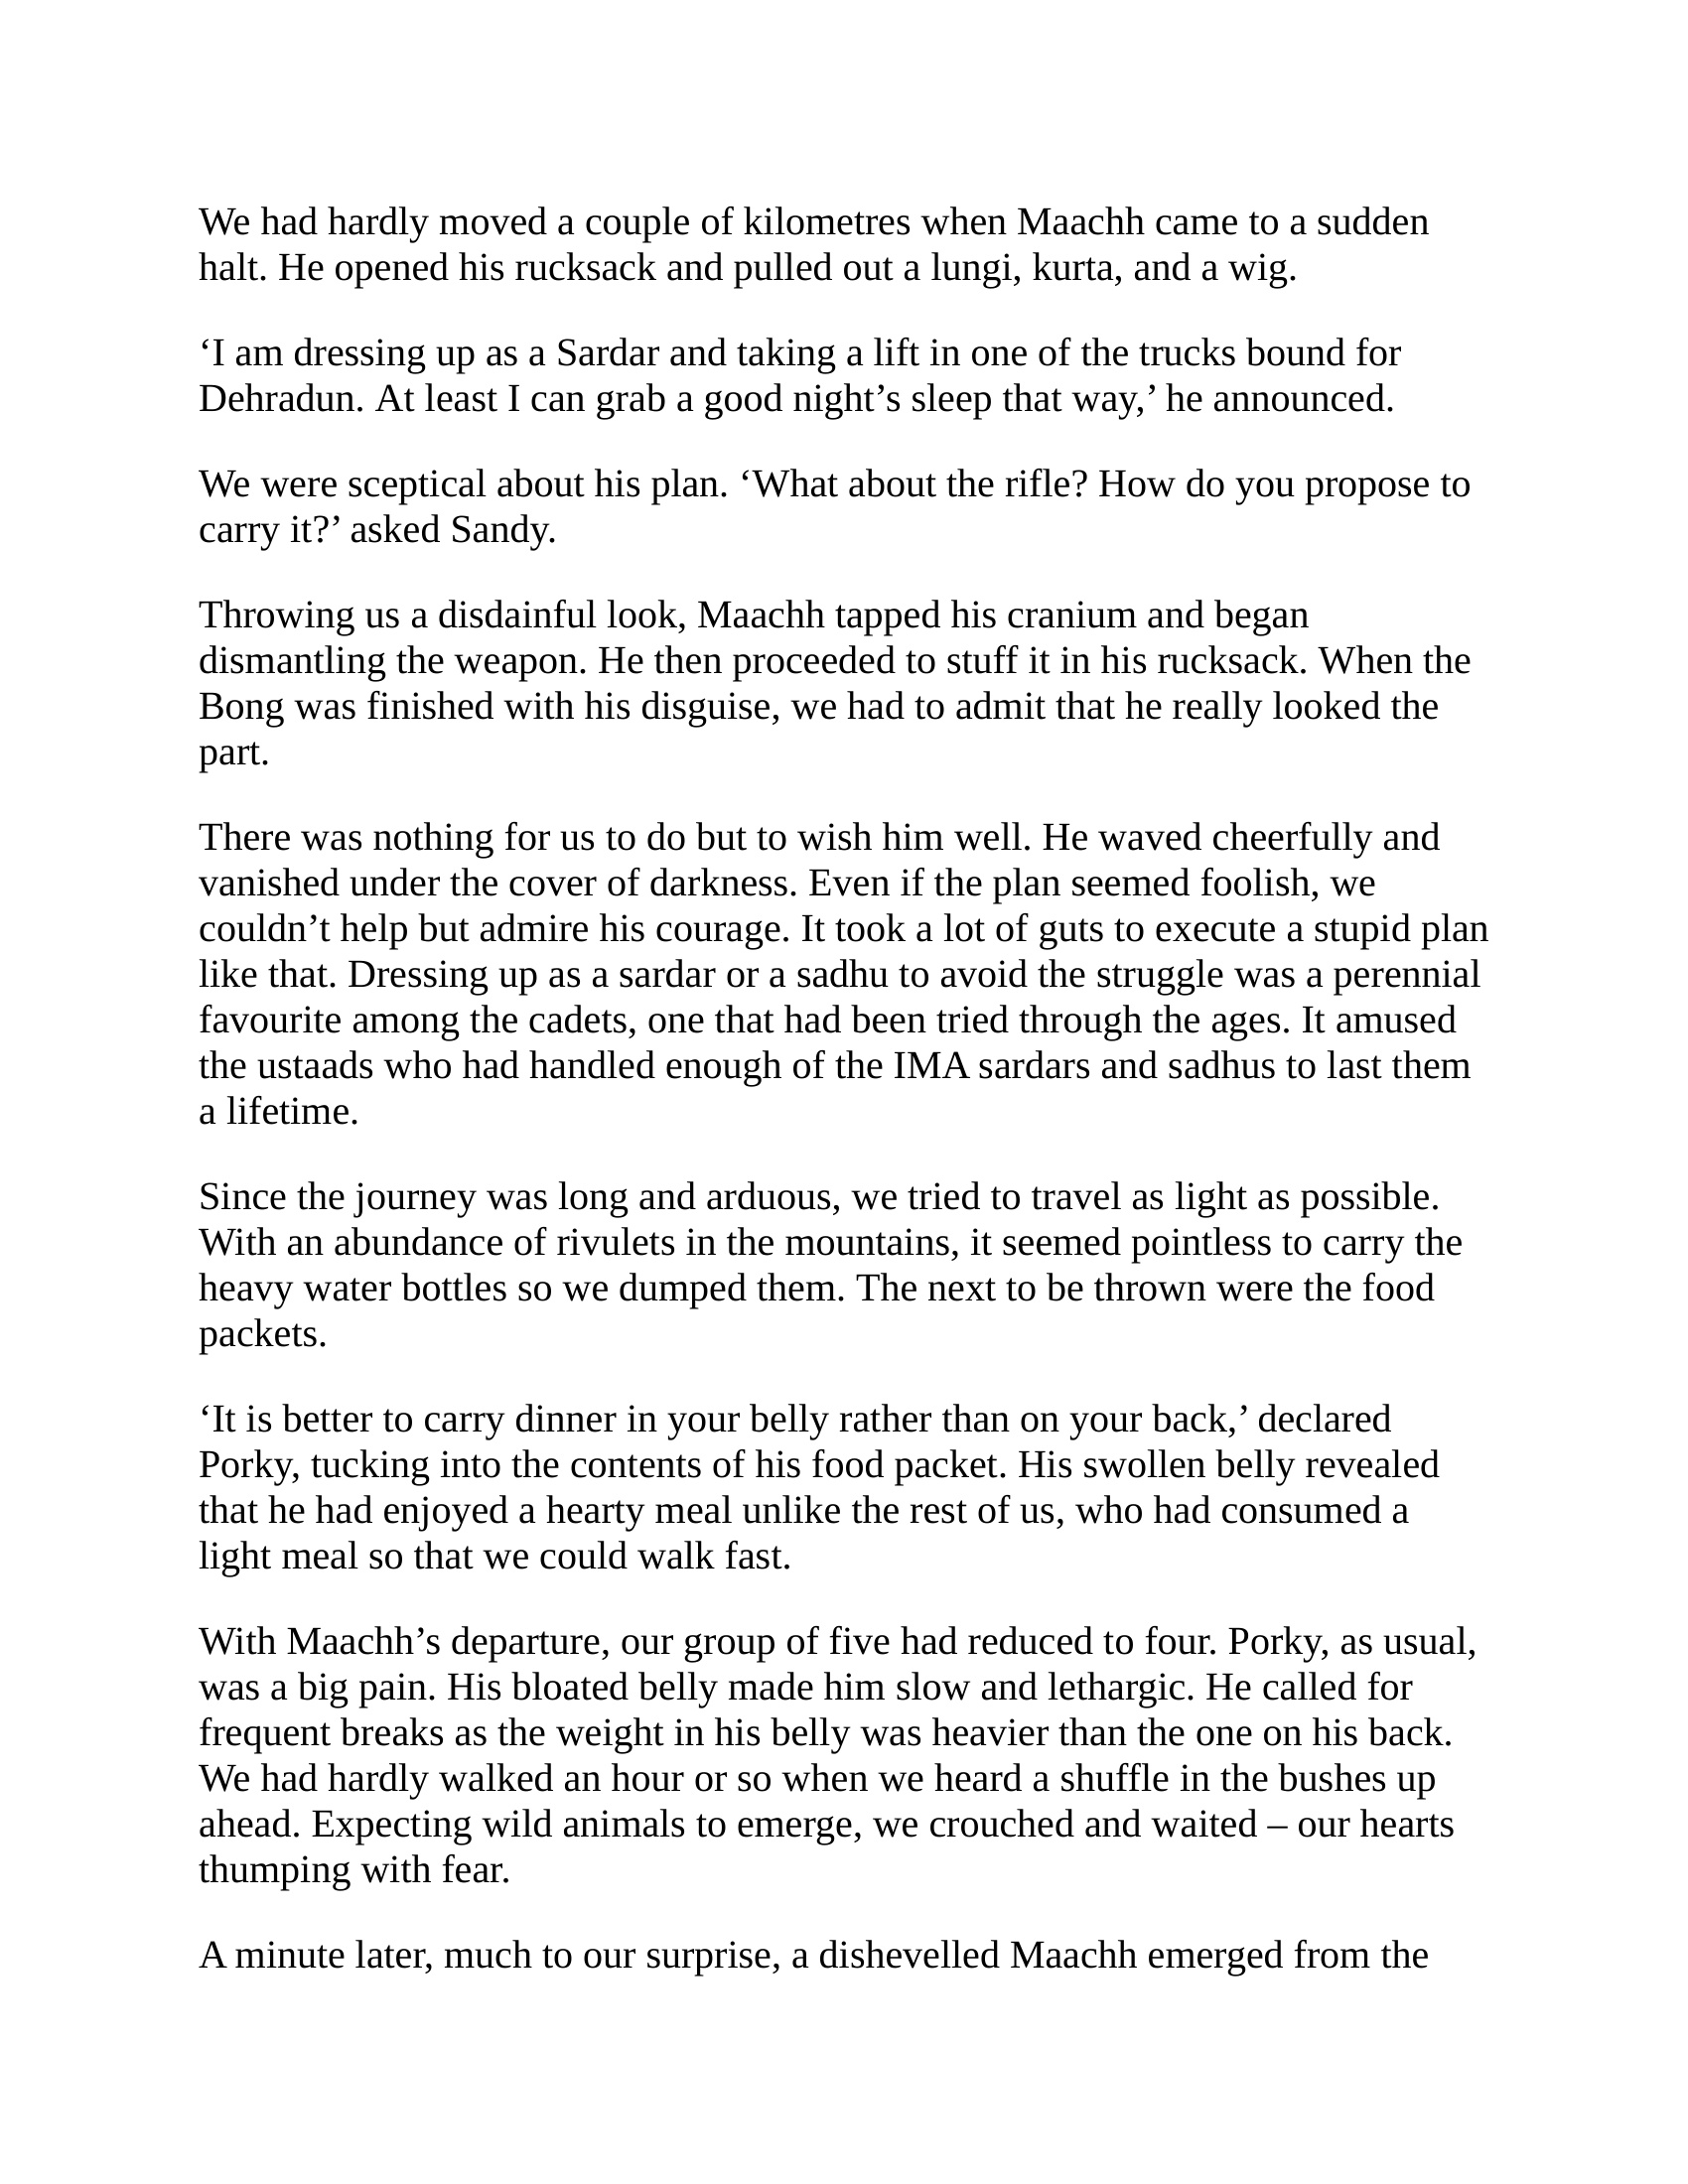 We had hardly moved a couple of kilometres when Maachh came to a sudden
halt. He opened his rucksack and pulled out a lungi, kurta, and a wig.
‘I am dressing up as a Sardar and taking a lift in one of the trucks bound for
Dehradun. At least I can grab a good night’s sleep that way,’ he announced.
We were sceptical about his plan. ‘What about the rifle? How do you propose to
carry it?’ asked Sandy.
Throwing us a disdainful look, Maachh tapped his cranium and began
dismantling the weapon. He then proceeded to stuff it in his rucksack. When the
Bong was finished with his disguise, we had to admit that he really looked the
part.
There was nothing for us to do but to wish him well. He waved cheerfully and
vanished under the cover of darkness. Even if the plan seemed foolish, we
couldn’t help but admire his courage. It took a lot of guts to execute a stupid plan
like that. Dressing up as a sardar or a sadhu to avoid the struggle was a perennial
favourite among the cadets, one that had been tried through the ages. It amused
the ustaads who had handled enough of the IMA sardars and sadhus to last them
a lifetime.
Since the journey was long and arduous, we tried to travel as light as possible.
With an abundance of rivulets in the mountains, it seemed pointless to carry the
heavy water bottles so we dumped them. The next to be thrown were the food
packets.
‘It is better to carry dinner in your belly rather than on your back,’ declared
Porky, tucking into the contents of his food packet. His swollen belly revealed
that he had enjoyed a hearty meal unlike the rest of us, who had consumed a
light meal so that we could walk fast.
With Maachh’s departure, our group of five had reduced to four. Porky, as usual,
was a big pain. His bloated belly made him slow and lethargic. He called for
frequent breaks as the weight in his belly was heavier than the one on his back.
We had hardly walked an hour or so when we heard a shuffle in the bushes up
ahead. Expecting wild animals to emerge, we crouched and waited – our hearts
thumping with fear.
A minute later, much to our surprise, a dishevelled Maachh emerged from the